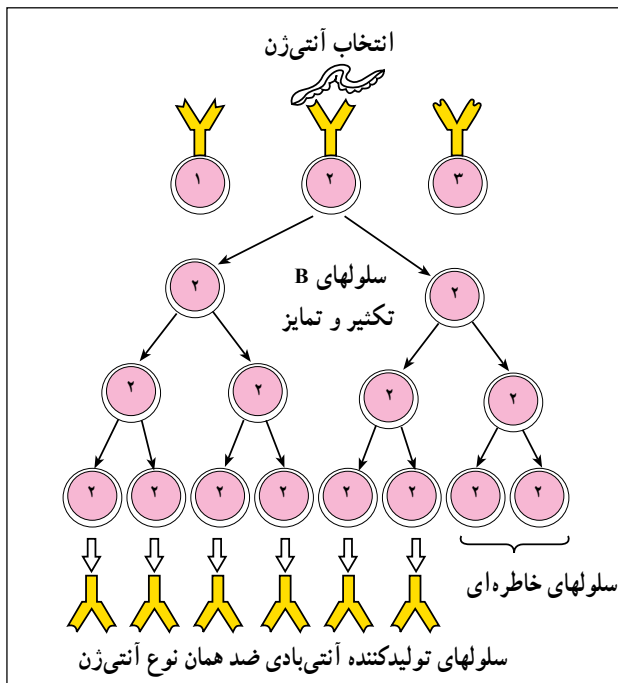 انتخاب آنتی‌ژن
۱ ۲ ۳
۲ ۲
سلولهای B
تکثیر و تمایز
۲ ۲ ۲ ۲
۲ ۲ ۲ ۲ ۲ ۲ ۲ ۲
سلولهای خاطره‌ای
سلولهای تولیدکننده آنتی‌بادی ضد همان نوع آنتی‌ژن